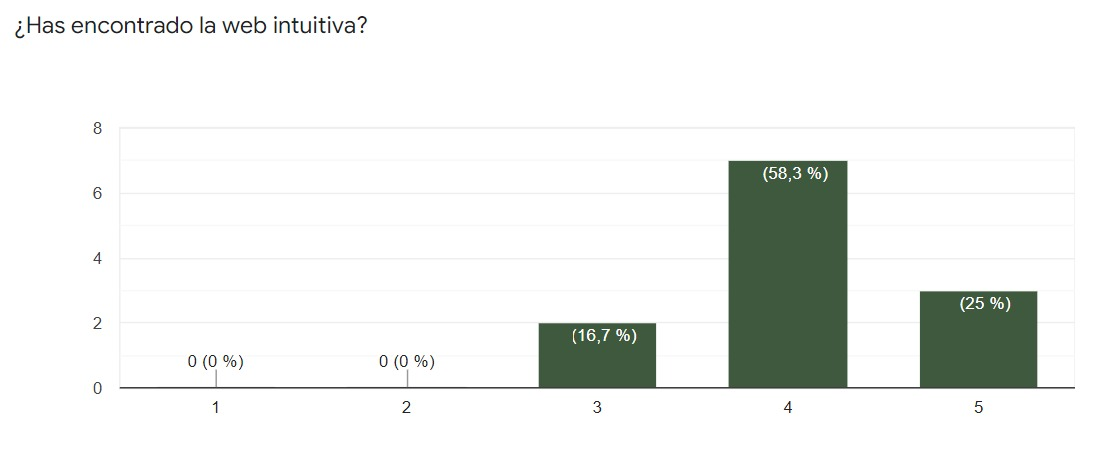 ¿Has encontrado la web intuitiva?
8
6
4
2
0
0 (0 %)
0 (0 %)
(16,7 %)
(58,3 %)
(25 %)
1 2 3 4 5